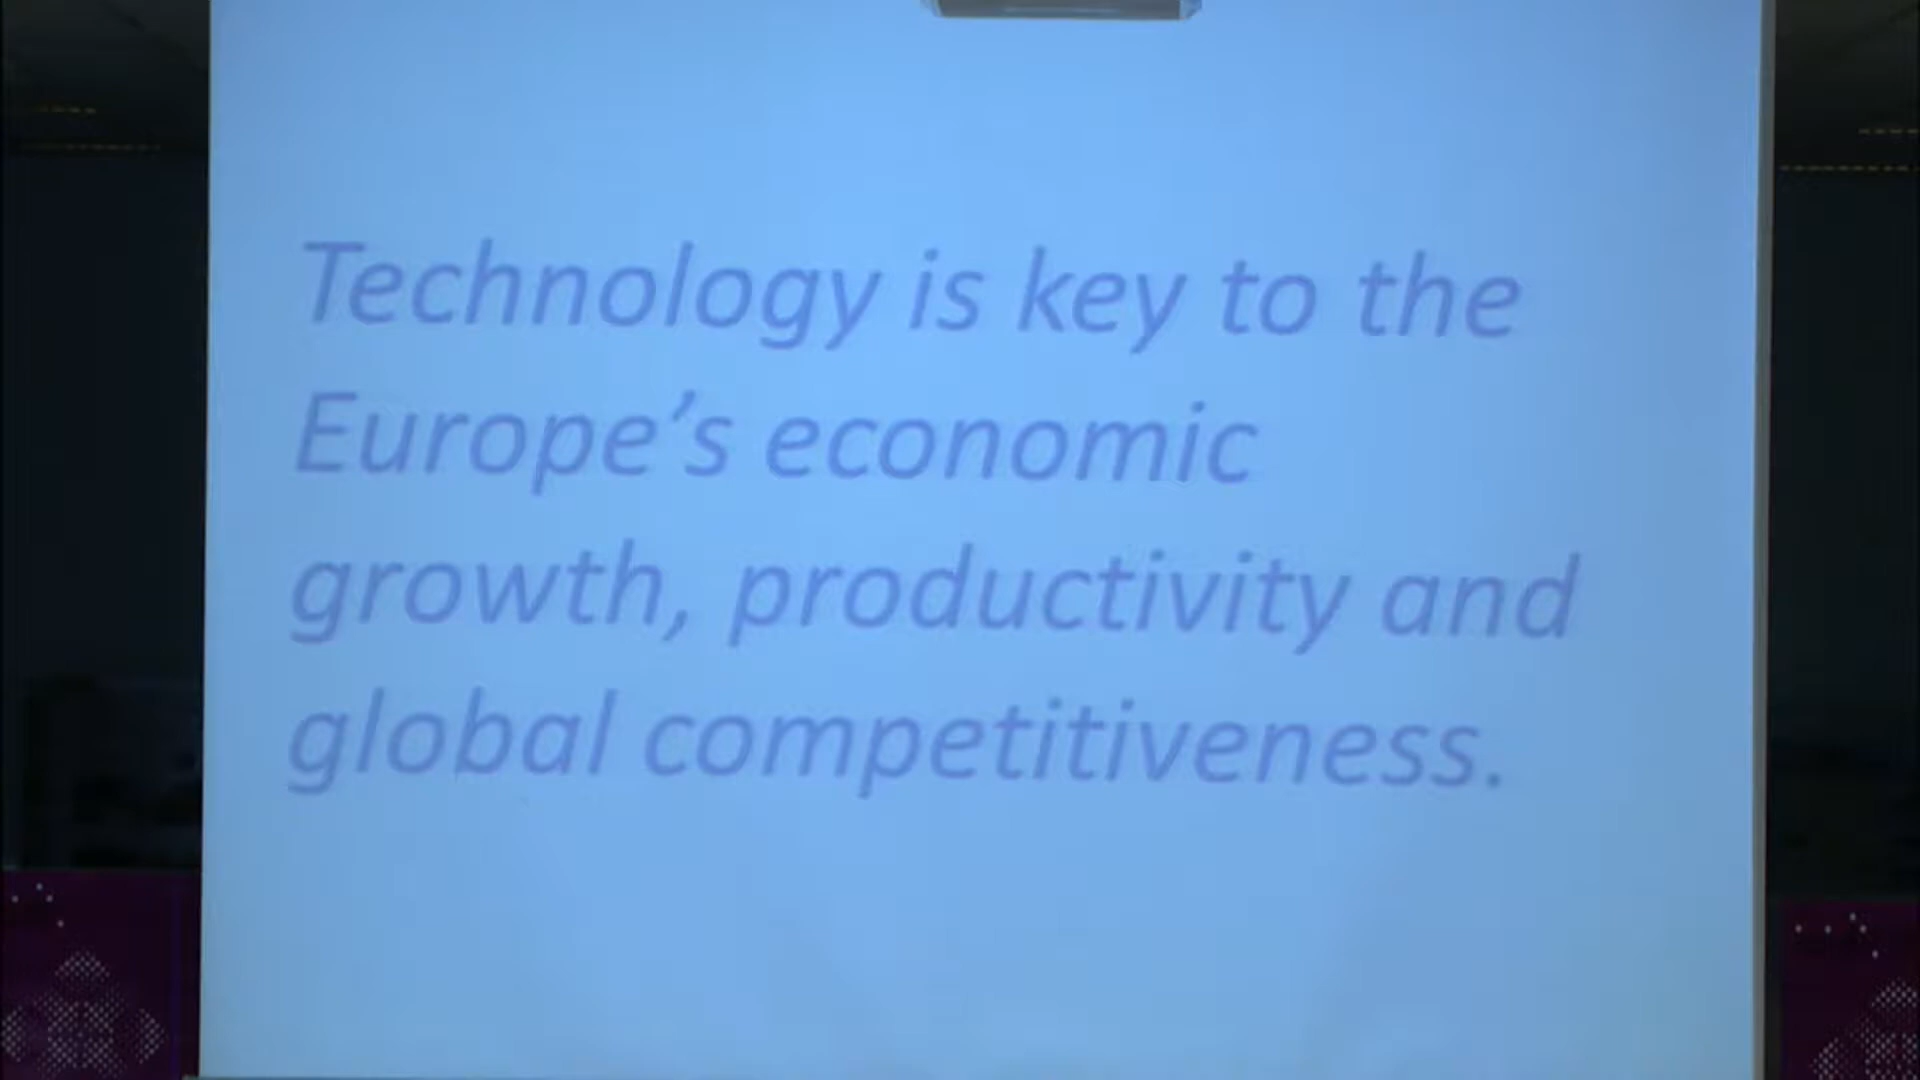 Technology is key to the
Europe’s economic
growth, productivity and
global competitiveness.